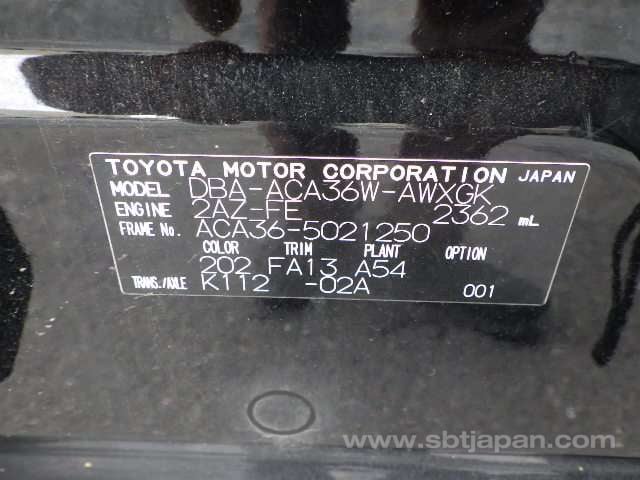 TOYOTA MOTOR CORPORATION JAPAN
MODEL DBA-ACA36W-AWXGK
ENGINE 2AZ-FE 2362 mL
FRAME No. ACA36-5021250
COLOR TRIM PLANT OPTION
202 FA13 A54
TRANS./AXLE K112 -02A 001
www.sbtjapan.com